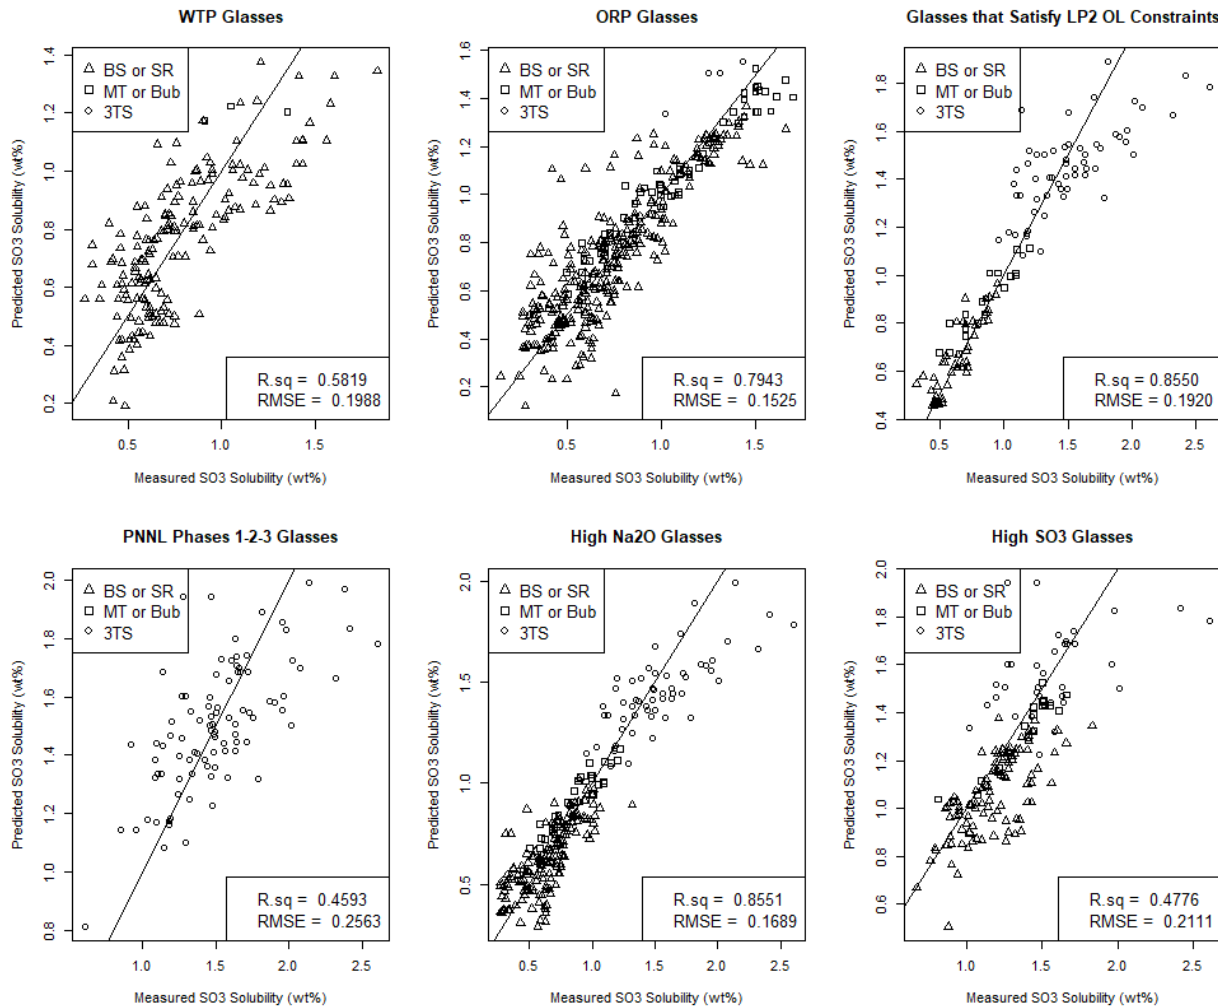 WTP Glasses
Predicted SO3 Solubility (wt%)
1.4
1.2
1.0
0.8
0.6
0.4
0.2
BS or SR
MT or Bub
3TS
R.sq = 0.5819
RMSE = 0.1988
0.5 1.0 1.5
Measured SO3 Solubility (wt%)
ORP Glasses
Predicted SO3 Solubility (wt%)
1.6
1.4
1.2
1.0
0.8
0.6
0.4
0.2
BS or SR
MT or Bub
3TS
R.sq = 0.7943
RMSE = 0.1525
0.5 1.0 1.5
Measured SO3 Solubility (wt%)
Glasses that Satisfy LP2 OL Constraints
Predicted SO3 Solubility (wt%)
1.8
1.6
1.4
1.2
1.0
0.8
0.6
0.4
BS or SR
MT or Bub
3TS
R.sq = 0.8550
RMSE = 0.1920
0.5 1.0 1.5 2.0 2.5
Measured SO3 Solubility (wt%)
PNNL Phases 1-2-3 Glasses
Predicted SO3 Solubility (wt%)
2.0
1.8
1.6
1.4
1.2
1.0
0.8
BS or SR
MT or Bub
3TS
R.sq = 0.4593
RMSE = 0.2563
1.0 1.5 2.0 2.5
Measured SO3 Solubility (wt%)
High Na2O Glasses
Predicted SO3 Solubility (wt%)
2.0
1.5
1.0
0.5
BS or SR
MT or Bub
3TS
R.sq = 0.8551
RMSE = 0.1689
0.5 1.0 1.5 2.0 2.5
Measured SO3 Solubility (wt%)
High SO3 Glasses
Predicted SO3 Solubility (wt%)
2.0
1.8
1.6
1.4
1.2
1.0
0.8
0.6
BS or SR
MT or Bub
3TS
R.sq = 0.4776
RMSE = 0.2111
1.0 1.5 2.0 2.5
Measured SO3 Solubility (wt%)